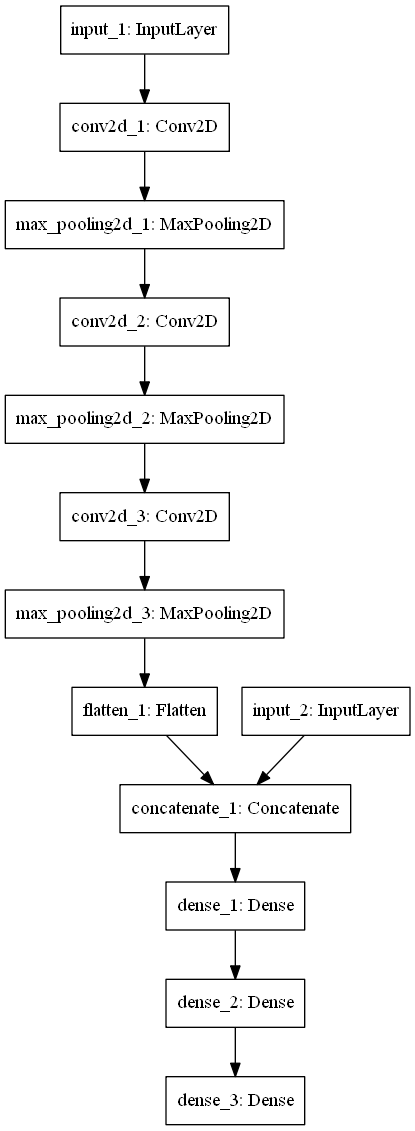 input_1: InputLayer
conv2d_1: Conv2D
max_pooling2d_1: MaxPooling2D
conv2d_2: Conv2D
max_pooling2d_2: MaxPooling2D
conv2d_3: Conv2D
max_pooling2d_3: MaxPooling2D
flatten_1: Flatten
input_2: InputLayer
concatenate_1: Concatenate
dense_1: Dense
dense_2: Dense
dense_3: Dense